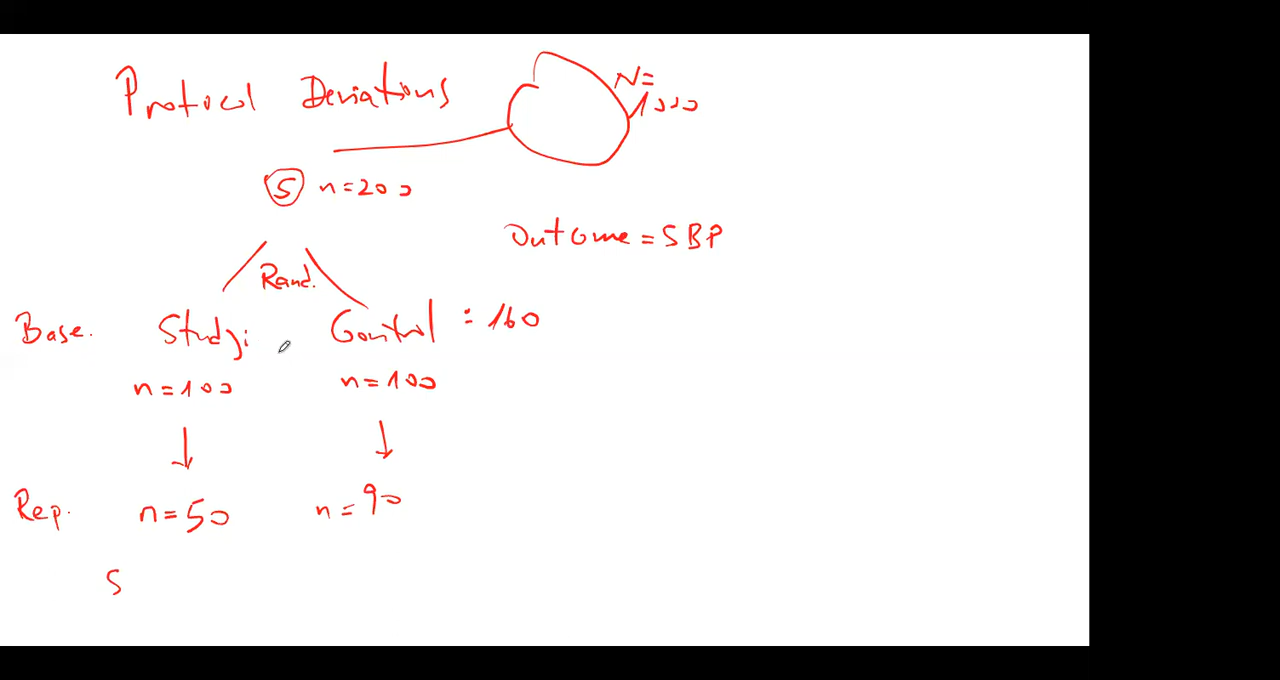 Protocol Deviations
N=
1000
S n=200
Outcome = SBP
Rand.
Base. Study: Control : 160
n=100 n=100
Rep. n=50 n=90
S